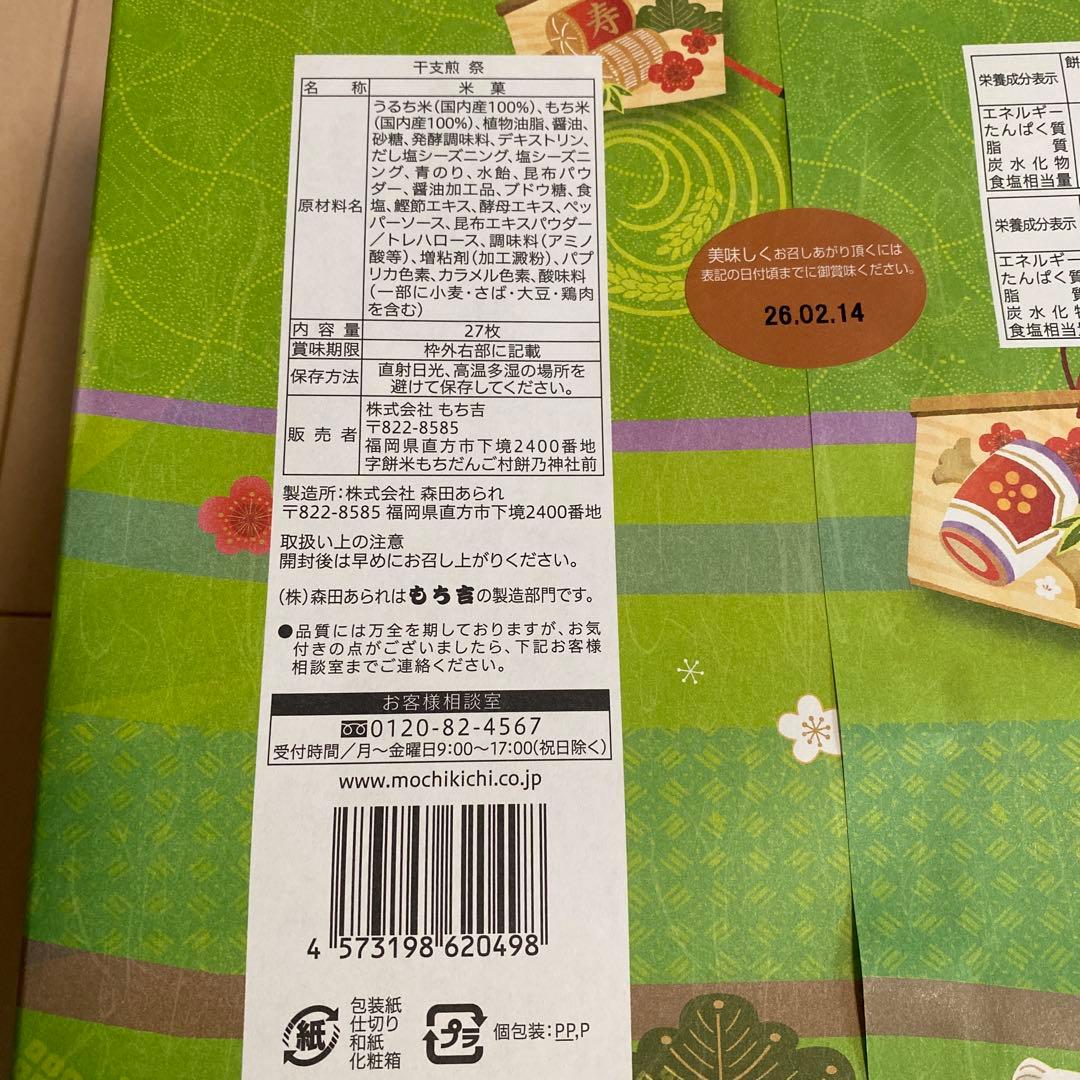 寿
干支煎 祭
名 称 米 菓
原材料名
うるち米(国内産100%)、もち米
(国内産100%)、植物油脂、醤油、
砂糖、発酵調味料、デキストリン、
だし塩シーズニング、塩シーズニ
ング、青のり、水飴、昆布パウ
ダー、醤油加工品、ブドウ糖、食
塩、鰹節エキス、酵母エキス、ペッ
パーソース、昆布エキスパウダー
/トレハロース、調味料(アミノ
酸等)、増粘剤(加工澱粉)、パプ
リカ色素、カラメル色素、酸味料
(一部に小麦・さば・大豆・鶏肉
を含む)
内容量 27枚
賞味期限 枠外右部に記載
保存方法
直射日光、高温多湿の場所を
避けて保存してください。
販売者
株式会社 もち吉
〒822-8585
福岡県直方市下境2400番地
字餅米もちだんご村餅乃神社前
製造所:株式会社 森田あられ
〒822-8585 福岡県直方市下境2400番地
取扱い上の注意
開封後は早めにお召し上がりください。
(株)森田あられはもち吉の製造部門です。
●品質には万全を期しておりますが、お気
付きの点がございましたら、下記お客様
相談室までご連絡ください。
お客様相談室
0120-82-4567
受付時間/月〜金曜日9:00〜17:00(祝日除く)
www.mochikichi.co.jp
4 573198 620498
紙
包装紙
仕切り
和紙
化粧箱
プラ
個包装:PP,P
美味しくお召しあがり頂くには
表記の日付頃までに御賞味ください。
26.02.14
栄養成分表示 餅
エネルギー
たんぱく質
脂 質
炭水化物
食塩相当量
栄養成分表示
エネルギー
たんぱく質
脂 質
炭水化物
食塩相当